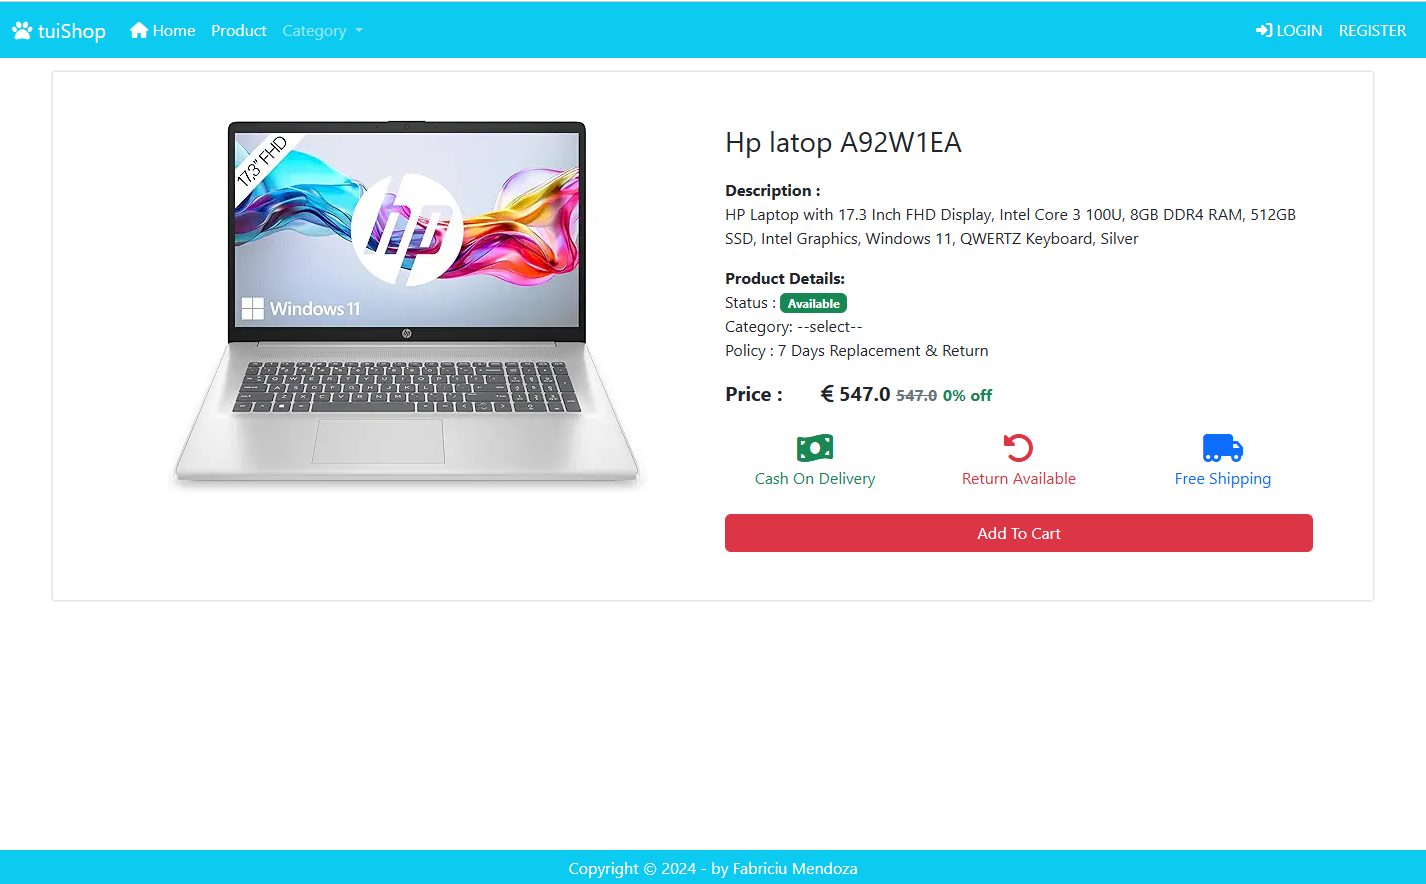 tuiShop Home Product Category LOGIN REGISTER
17,3" FHD
hp
Windows 11
hp
Hp latop A92W1EA
Description :
HP Laptop with 17.3 Inch FHD Display, Intel Core 3 100U, 8GB DDR4 RAM, 512GB
SSD, Intel Graphics, Windows 11, QWERTZ Keyboard, Silver
Product Details:
Status : Available
Category: --select--
Policy : 7 Days Replacement & Return
Price : € 547.0 547.0 0% off
Cash On Delivery Return Available Free Shipping
Add To Cart
Copyright © 2024 - by Fabriciu Mendoza